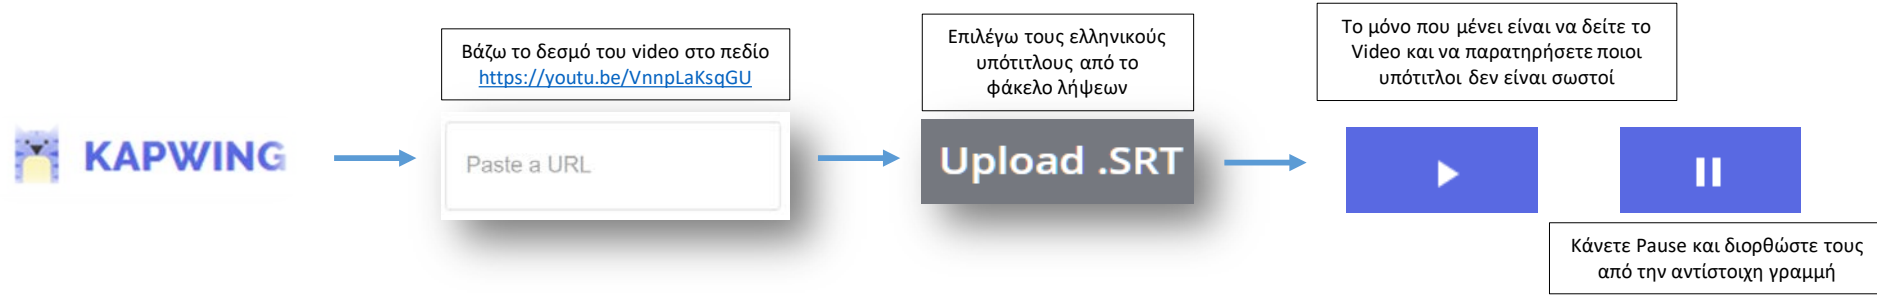 KAPWING
Βάζω το δεσμό του video στο πεδίο
https://youtu.be/VnnpLaKsqGU
Paste a URL
Επιλέγω τους ελληνικούς
υπότιτλους από το
φάκελο λήψεων
Upload .SRT
Το μόνο που μένει είναι να δείτε το
Video και να παρατηρήσετε ποιοι
υπότιτλοι δεν είναι σωστοί
Κάνετε Pause και διορθώστε τους
από την αντίστοιχη γραμμή